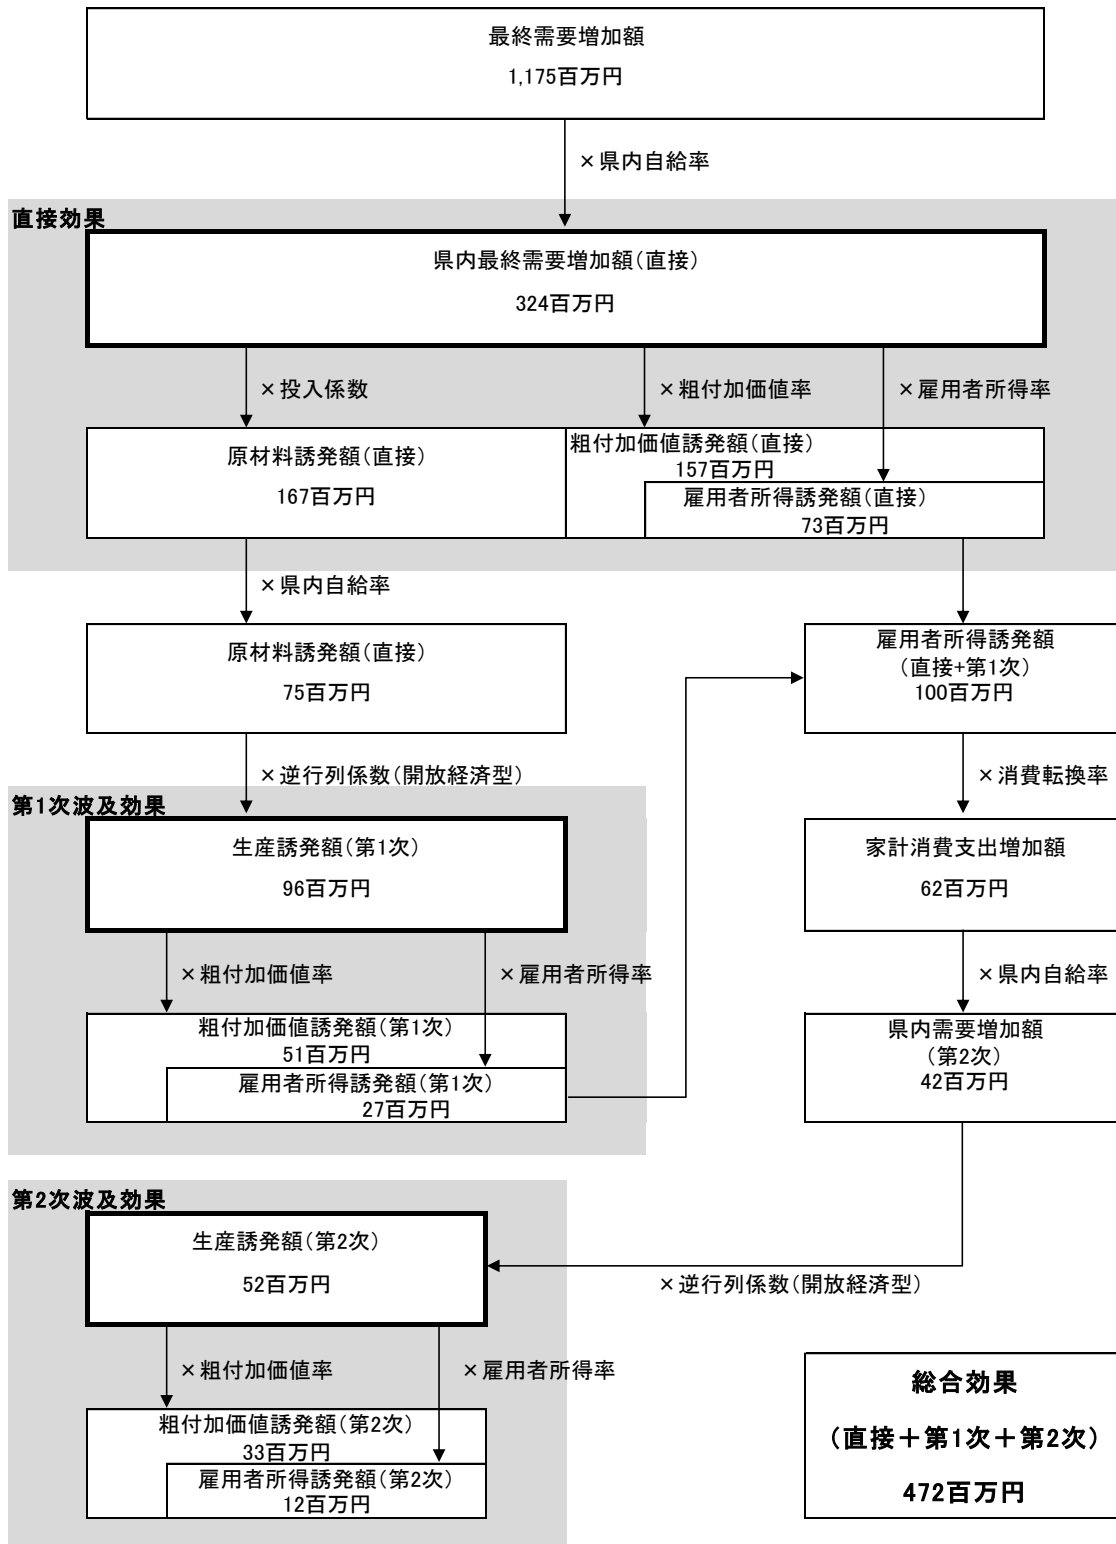 最終需要増加額
1,175百万円
×県内自給率
直接効果
県内最終需要増加額(直接)
324百万円
×投入係数
×粗付加価値率
×雇用者所得率
原材料誘発額(直接)
167百万円
粗付加価値誘発額(直接)
157百万円
雇用者所得誘発額(直接)
73百万円
×県内自給率
原材料誘発額(直接)
75百万円
雇用者所得誘発額
(直接+第1次)
100百万円
×逆行列係数(開放経済型)
×消費転換率
第1次波及効果
生産誘発額(第1次)
96百万円
家計消費支出増加額
62百万円
×粗付加価値率
×雇用者所得率
×県内自給率
粗付加価値誘発額(第1次)
51百万円
雇用者所得誘発額(第1次)
27百万円
県内需要増加額
(第2次)
42百万円
第2次波及効果
生産誘発額(第2次)
52百万円
×逆行列係数(開放経済型)
×粗付加価値率
×雇用者所得率
粗付加価値誘発額(第2次)
33百万円
雇用者所得誘発額(第2次)
12百万円
総合効果
(直接+第1次+第2次)
472百万円